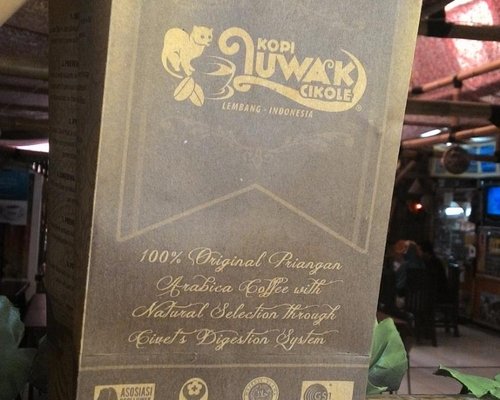 KOPI
LUWAK
CIKOLE
®
LEMBANG - INDONESIA
100% Original Priangan
Arabica Coffee with
Natural Selection through
Civet's Digestion System
ASOSIASI